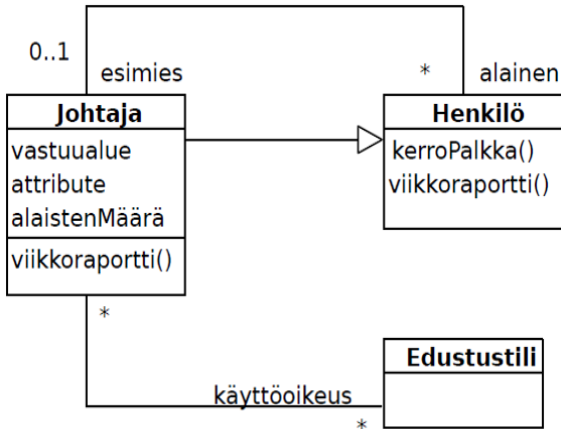 0..1
esimies
*
alainen
Johtaja
vastuualue
attribute
alaistenMäärä
viikkoraportti()
Henkilö
kerroPalkka()
viikkoraportti()
*
Edustustili
käyttöoikeus
*